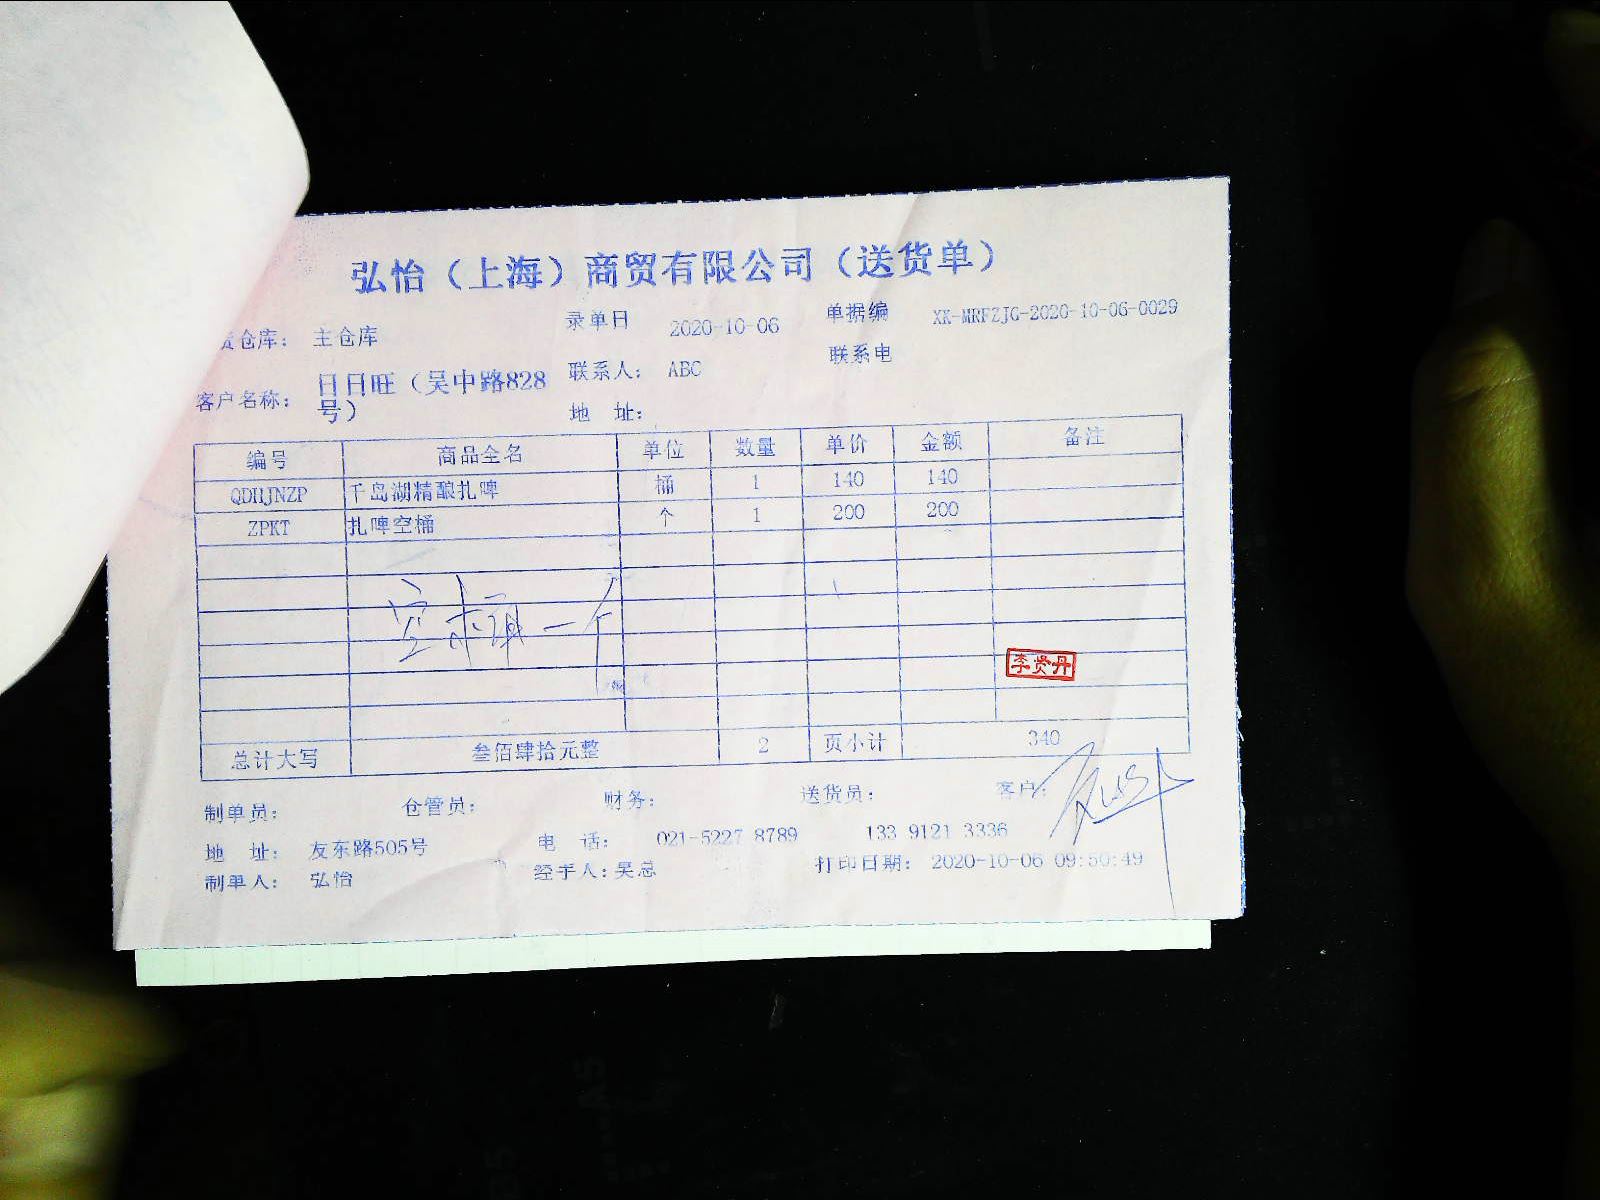 弘怡（上海）商贸有限公司（送货单）
货仓库： 主仓库 录单日 2020-10-06 单据编 XK-MRFZJG-2020-10-06-0029
客户名称： 日日旺（吴中路828号） 联系人： ABC 联系电
地 址：
编号 商品全名 单位 数量 单价 金额 备注
QDHJNZP 千岛湖精酿扎啤 桶 1 140 140
ZPKT 扎啤空桶 个 1 200 200
空桶一个
李贵丹
总计大写 叁佰肆拾元整 2 页小计 340
制单员： 仓管员： 财务： 送货员： 客户：
地 址： 友东路505号 电 话： 021-5227 8789 133 9121 3336
制单人： 弘怡 经手人：吴总 打印日期： 2020-10-06 09:50:49